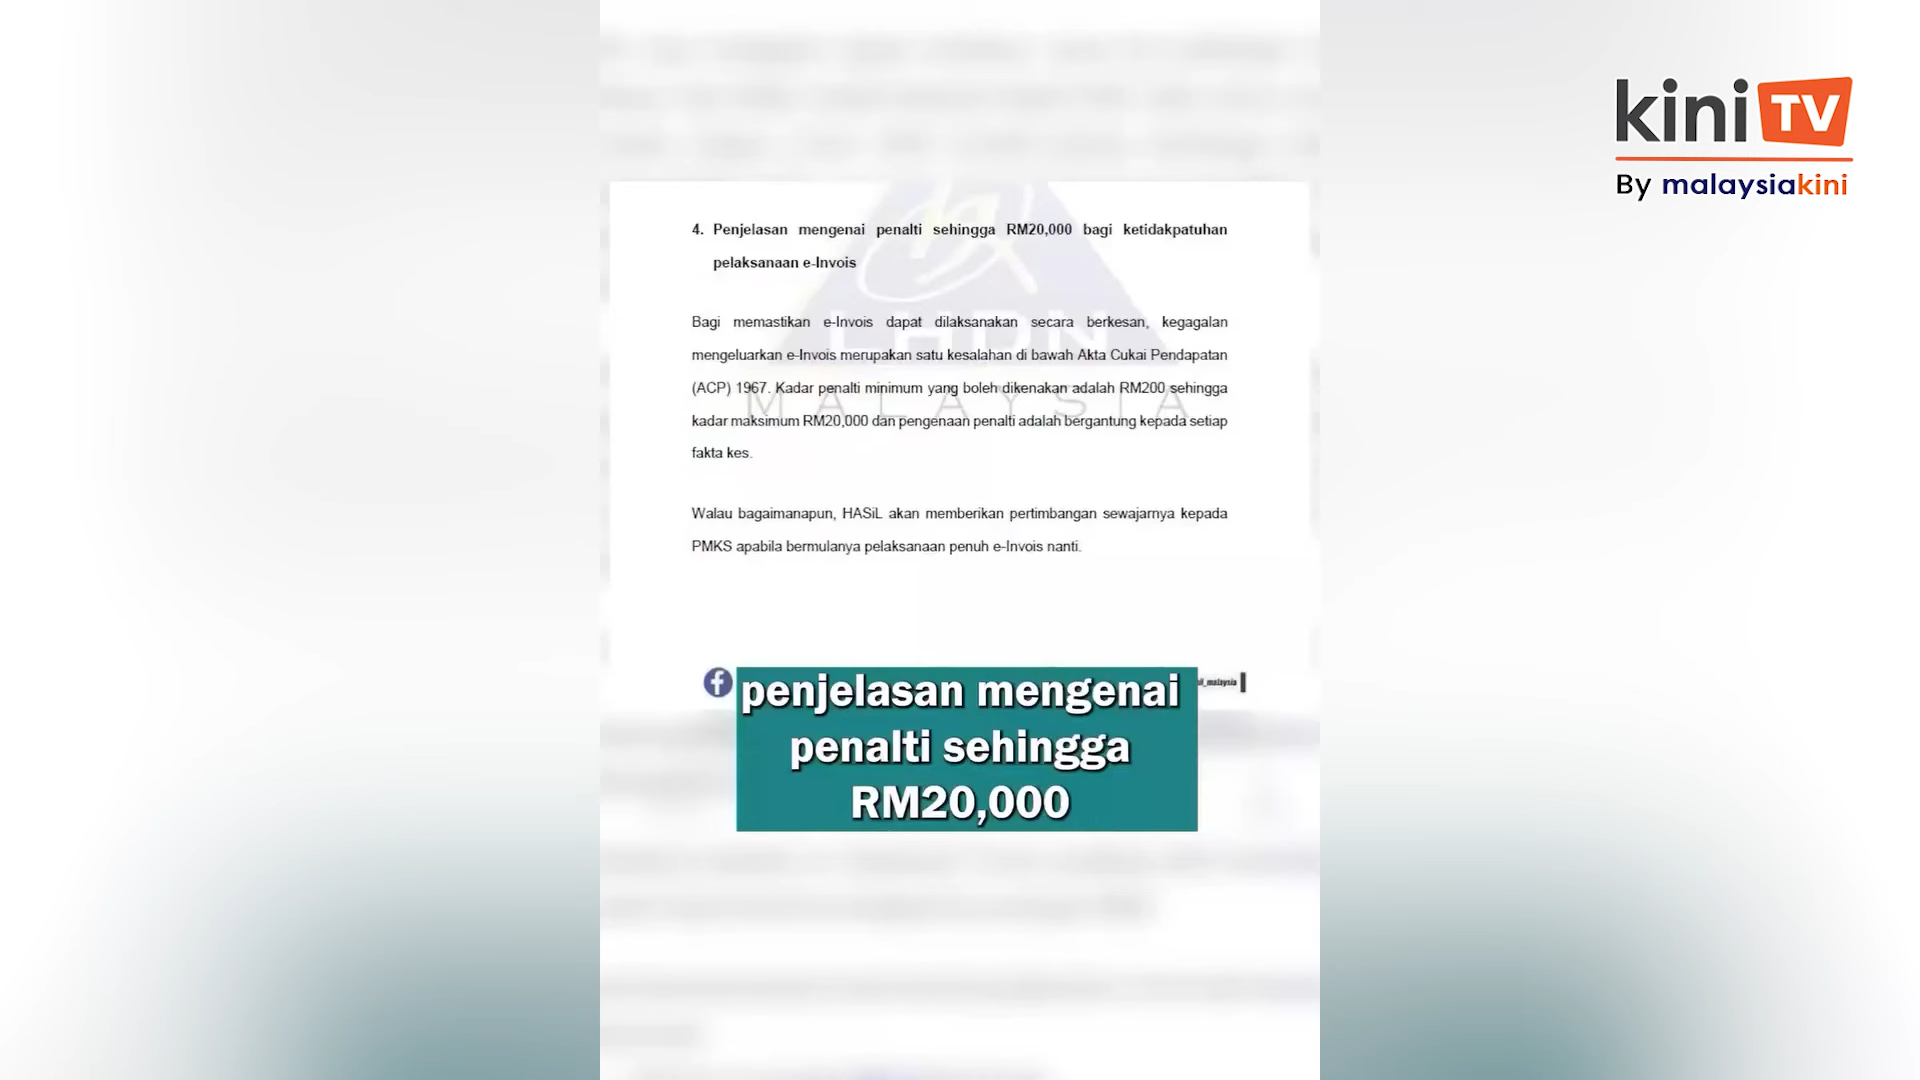 kini TV
By malaysiakini
4. Penjelasan mengenai penalti sehingga RM20,000 bagi ketidakpatuhan
pelaksanaan e-Invois
Bagi memastikan e-Invois dapat dilaksanakan secara berkesan, kegagalan
mengeluarkan e-Invois merupakan satu kesalahan di bawah Akta Cukai Pendapatan
(ACP) 1967. Kadar penalti minimum yang boleh dikenakan adalah RM200 sehingga
kadar maksimum RM20,000 dan pengenaan penalti adalah bergantung kepada setiap
fakta kes.
LHDN
MALAYSIA
Walau bagaimanapun, HASiL akan memberikan pertimbangan sewajarnya kepada
PMKS apabila bermulanya pelaksanaan penuh e-Invois nanti.
penjelasan mengenai
penalti sehingga
RM20,000